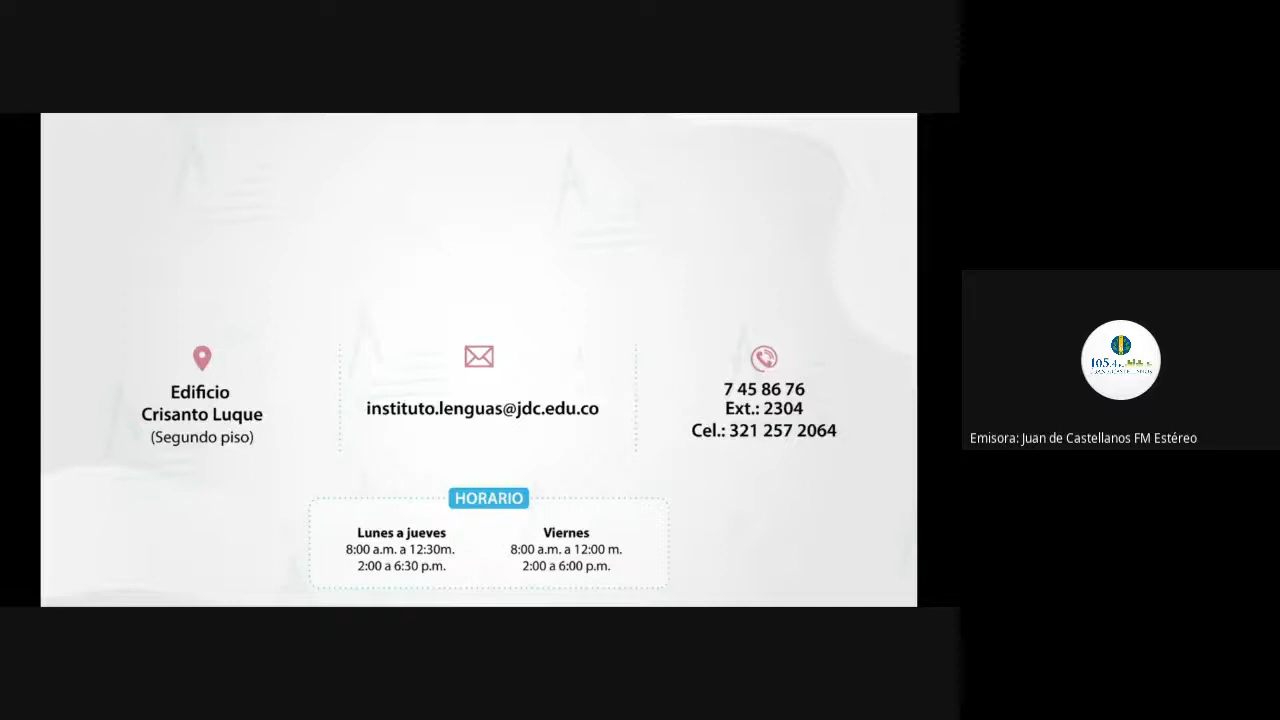 Edificio
Crisanto Luque
(Segundo piso)
instituto.lenguas@jdc.edu.co
7 45 86 76
Ext.: 2304
Cel.: 321 257 2064
HORARIO
Lunes a jueves
8:00 a.m. a 12:30m.
2:00 a 6:30 p.m.
Viernes
8:00 a.m. a 12:00 m.
2:00 a 6:00 p.m.
Emisora: Juan de Castellanos FM Estéreo